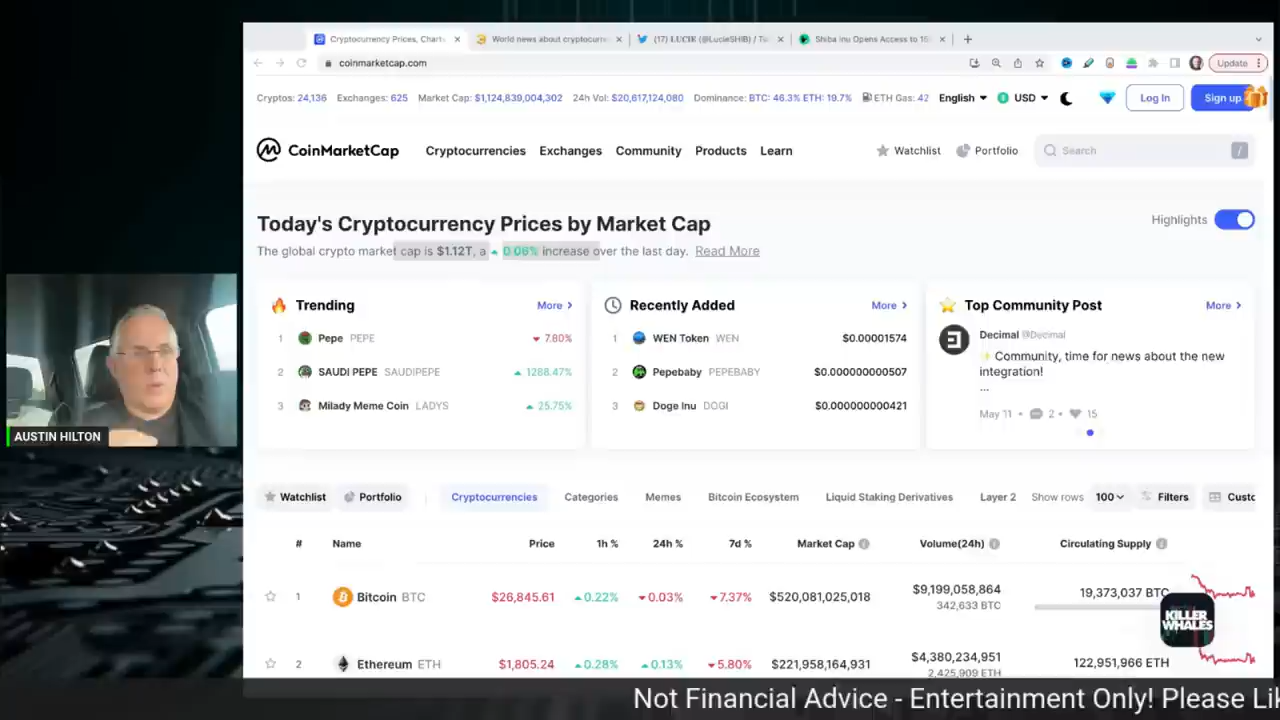 Cryptocurrency Prices, Charts
World news about cryptocurre
(17) LUCIE (@LucieSHIB) / Tw
Shiba Inu Opens Access to
coinmarketcap.com
Update
Cryptos: 24,136 Exchanges: 625 Market Cap: $1,124,839,004,302 24h Vol: $20,617,124,080 Dominance: BTC: 46.3% ETH: 19.7% ETH Gas: 42 English USD Log In Sign up
CoinMarketCap Cryptocurrencies Exchanges Community Products Learn Watchlist Portfolio Search /
Today's Cryptocurrency Prices by Market Cap
Highlights
The global crypto market cap is $1.12T, a 0.06% increase over the last day. Read More
Trending More
1 Pepe PEPE 7.80%
2 SAUDI PEPE SAUDIPEPE 1288.47%
3 Milady Meme Coin LADYS 25.75%
Recently Added More
1 WEN Token WEN $0.00001574
2 Pepebaby PEPEBABY $0.000000000507
3 Doge Inu DOGI $0.000000000421
Top Community Post More
Decimal @Decimal
Community, time for news about the new
integration!
...
May 11 • 2 • 15
AUSTIN HILTON
Watchlist Portfolio Cryptocurrencies Categories Memes Bitcoin Ecosystem Liquid Staking Derivatives Layer 2 Show rows 100 Filters Custo
# Name Price 1h % 24h % 7d % Market Cap Volume(24h) Circulating Supply
1 Bitcoin BTC $26,845.61 0.22% 0.03% 7.37% $520,081,025,018 $9,199,058,864 19,373,037 BTC
342,633 BTC
KILLER
WHALES
2 Ethereum ETH $1,805.24 0.28% 0.13% 5.80% $221,958,164,931 $4,380,234,951 122,951,966 ETH
2,425,909 ETH
Not Financial Advice - Entertainment Only! Please Li